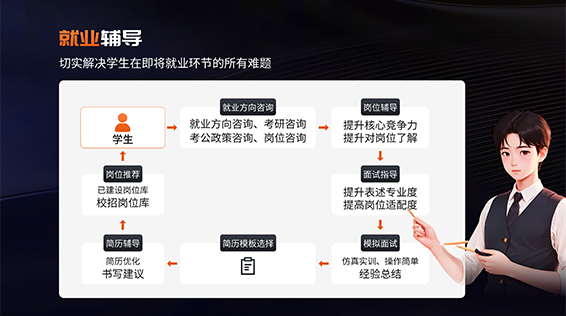 就业辅导
切实解决学生在即将就业环节的所有难题
学生
就业方向咨询
就业方向咨询、考研咨询
考公政策咨询、岗位咨询
岗位辅导
提升核心竞争力
提升对岗位了解
面试指导
提升表述专业度
提高岗位适配度
模拟面试
仿真实训、操作简单
经验总结
简历模板选择
简历辅导
简历优化
书写建议
岗位推荐
已建设岗位库
校招岗位库